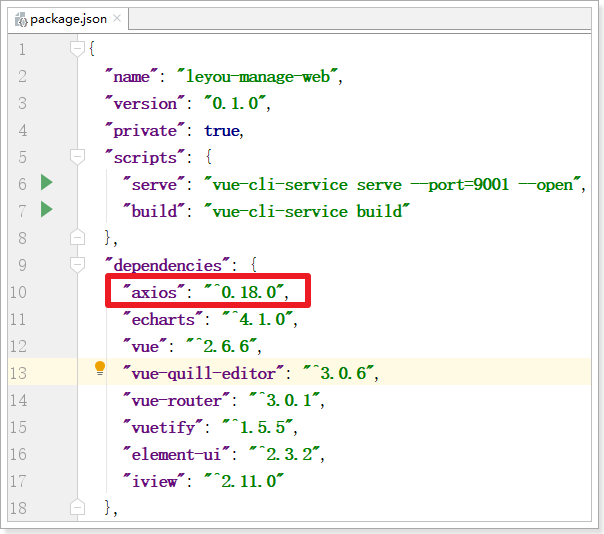 package.json
1 {
2 "name": "leyou-manage-web",
3 "version": "0.1.0",
4 "private": true,
5 "scripts": {
6 "serve": "vue-cli-service serve --port=9001 --open",
7 "build": "vue-cli-service build"
8 },
9 "dependencies": {
10 "axios": "^0.18.0",
11 "echarts": "^4.1.0",
12 "vue": "^2.6.6",
13 "vue-quill-editor": "^3.0.6",
14 "vue-router": "^3.0.1",
15 "vuetify": "^1.5.5",
16 "element-ui": "^2.3.2",
17 "iview": "^2.11.0"
18 },